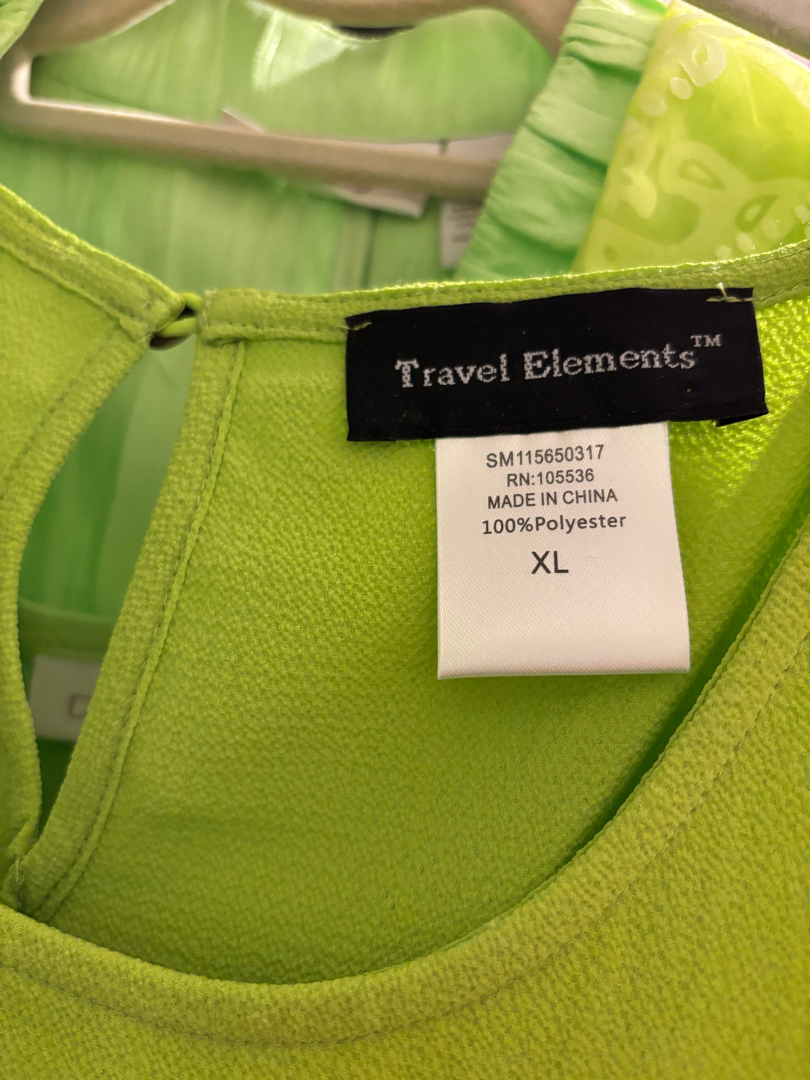 Travel Elements™
SM115650317
RN:105536
MADE IN CHINA
100%Polyester
XL